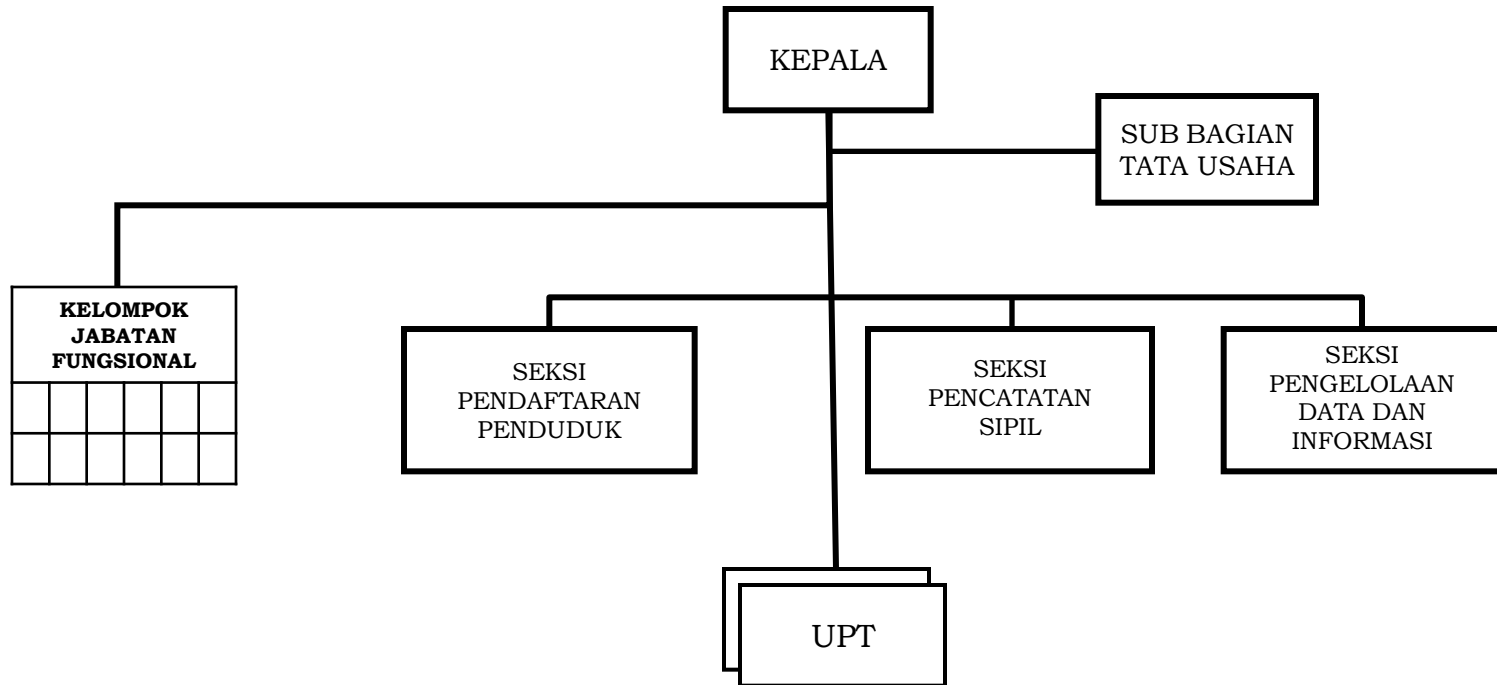 KEPALA
SUB BAGIAN
TATA USAHA
KELOMPOK
JABATAN
FUNGSIONAL
SEKSI
PENDAFTARAN
PENDUDUK
SEKSI
PENCATATAN
SIPIL
SEKSI
PENGELOLAAN
DATA DAN
INFORMASI
UPT